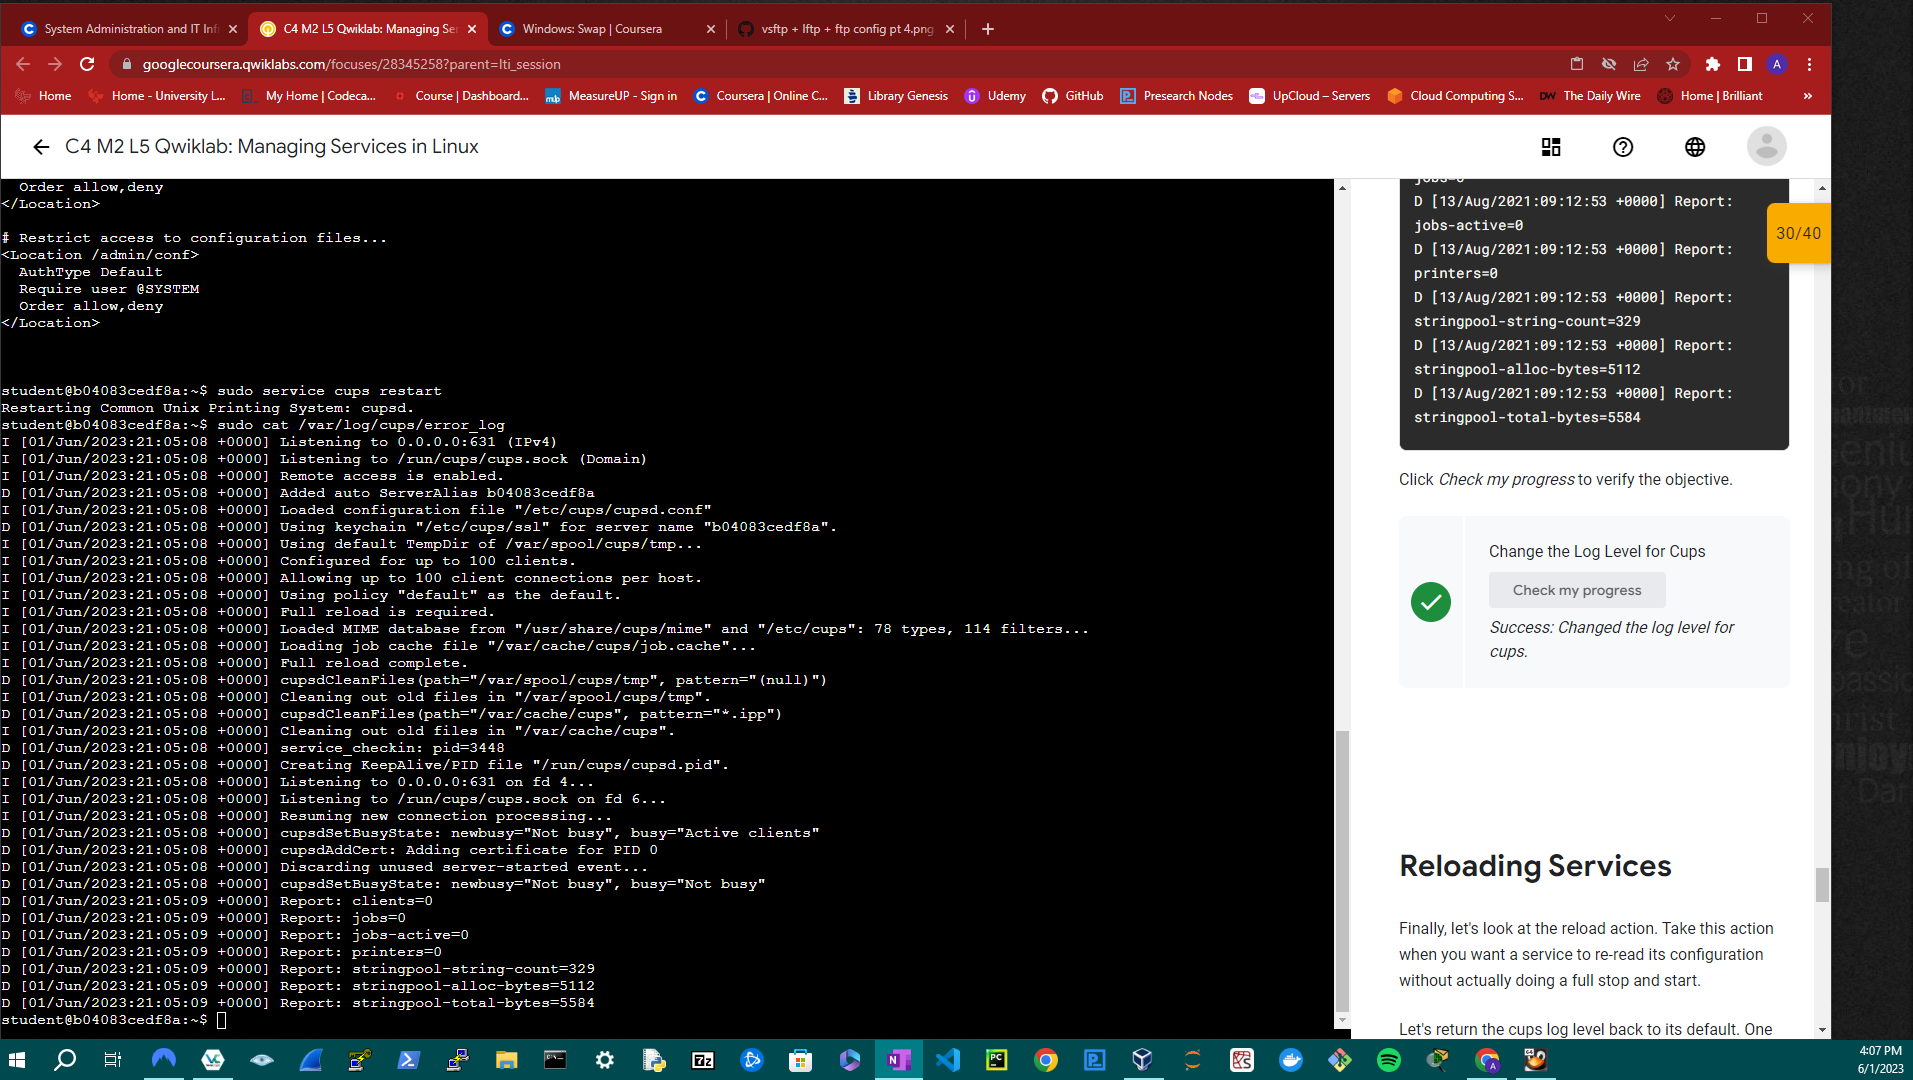 System Administration and IT Inf
C4 M2 L5 Qwiklab: Managing Ser
Windows: Swap | Coursera
vsftp + lftp + ftp config pt 4.png
googlecoursera.qwiklabs.com/focuses/28345258?parent=lti_session
A
Home
Home - University L...
My Home | Codeca...
Course | Dashboard...
MeasureUP - Sign in
Coursera | Online C...
Library Genesis
Udemy
GitHub
Presearch Nodes
UpCloud – Servers
Cloud Computing S...
The Daily Wire
Home | Brilliant
»
C4 M2 L5 Qwiklab: Managing Services in Linux
Order allow,deny
</Location>
# Restrict access to configuration files...
<Location /admin/conf>
AuthType Default
Require user @SYSTEM
Order allow,deny
</Location>
student@b04083cedf8a:~$ sudo service cups restart
Restarting Common Unix Printing System: cupsd.
student@b04083cedf8a:~$ sudo cat /var/log/cups/error_log
I [01/Jun/2023:21:05:08 +0000] Listening to 0.0.0.0:631 (IPv4)
I [01/Jun/2023:21:05:08 +0000] Listening to /run/cups/cups.sock (Domain)
I [01/Jun/2023:21:05:08 +0000] Remote access is enabled.
D [01/Jun/2023:21:05:08 +0000] Added auto ServerAlias b04083cedf8a
I [01/Jun/2023:21:05:08 +0000] Loaded configuration file "/etc/cups/cupsd.conf"
D [01/Jun/2023:21:05:08 +0000] Using keychain "/etc/cups/ssl" for server name "b04083cedf8a".
I [01/Jun/2023:21:05:08 +0000] Using default TempDir of /var/spool/cups/tmp...
I [01/Jun/2023:21:05:08 +0000] Configured for up to 100 clients.
I [01/Jun/2023:21:05:08 +0000] Allowing up to 100 client connections per host.
I [01/Jun/2023:21:05:08 +0000] Using policy "default" as the default.
I [01/Jun/2023:21:05:08 +0000] Full reload is required.
I [01/Jun/2023:21:05:08 +0000] Loaded MIME database from "/usr/share/cups/mime" and "/etc/cups": 78 types, 114 filters...
I [01/Jun/2023:21:05:08 +0000] Loading job cache file "/var/cache/cups/job.cache"...
I [01/Jun/2023:21:05:08 +0000] Full reload complete.
D [01/Jun/2023:21:05:08 +0000] cupsdCleanFiles(path="/var/spool/cups/tmp", pattern="(null)")
I [01/Jun/2023:21:05:08 +0000] Cleaning out old files in "/var/spool/cups/tmp".
D [01/Jun/2023:21:05:08 +0000] cupsdCleanFiles(path="/var/cache/cups", pattern="*.ipp")
I [01/Jun/2023:21:05:08 +0000] Cleaning out old files in "/var/cache/cups".
D [01/Jun/2023:21:05:08 +0000] service_checkin: pid=3448
D [01/Jun/2023:21:05:08 +0000] Creating KeepAlive/PID file "/run/cups/cupsd.pid".
I [01/Jun/2023:21:05:08 +0000] Listening to 0.0.0.0:631 on fd 4...
I [01/Jun/2023:21:05:08 +0000] Listening to /run/cups/cups.sock on fd 6...
I [01/Jun/2023:21:05:08 +0000] Resuming new connection processing...
D [01/Jun/2023:21:05:08 +0000] cupsdSetBusyState: newbusy="Not busy", busy="Active clients"
D [01/Jun/2023:21:05:08 +0000] cupsdAddCert: Adding certificate for PID 0
D [01/Jun/2023:21:05:08 +0000] Discarding unused server-started event...
D [01/Jun/2023:21:05:08 +0000] cupsdSetBusyState: newbusy="Not busy", busy="Not busy"
D [01/Jun/2023:21:05:09 +0000] Report: clients=0
D [01/Jun/2023:21:05:09 +0000] Report: jobs=0
D [01/Jun/2023:21:05:09 +0000] Report: jobs-active=0
D [01/Jun/2023:21:05:09 +0000] Report: printers=0
D [01/Jun/2023:21:05:09 +0000] Report: stringpool-string-count=329
D [01/Jun/2023:21:05:09 +0000] Report: stringpool-alloc-bytes=5112
D [01/Jun/2023:21:05:09 +0000] Report: stringpool-total-bytes=5584
student@b04083cedf8a:~$
jobs=0
D [13/Aug/2021:09:12:53 +0000] Report:
jobs-active=0
D [13/Aug/2021:09:12:53 +0000] Report:
printers=0
D [13/Aug/2021:09:12:53 +0000] Report:
stringpool-string-count=329
D [13/Aug/2021:09:12:53 +0000] Report:
stringpool-alloc-bytes=5112
D [13/Aug/2021:09:12:53 +0000] Report:
stringpool-total-bytes=5584
30/40
Click Check my progress to verify the objective.
Change the Log Level for Cups
Check my progress
Success: Changed the log level for
cups.
Reloading Services
Finally, let's look at the reload action. Take this action
when you want a service to re-read its configuration
without actually doing a full stop and start.
Let's return the cups log level back to its default. One
4:07 PM
6/1/2023